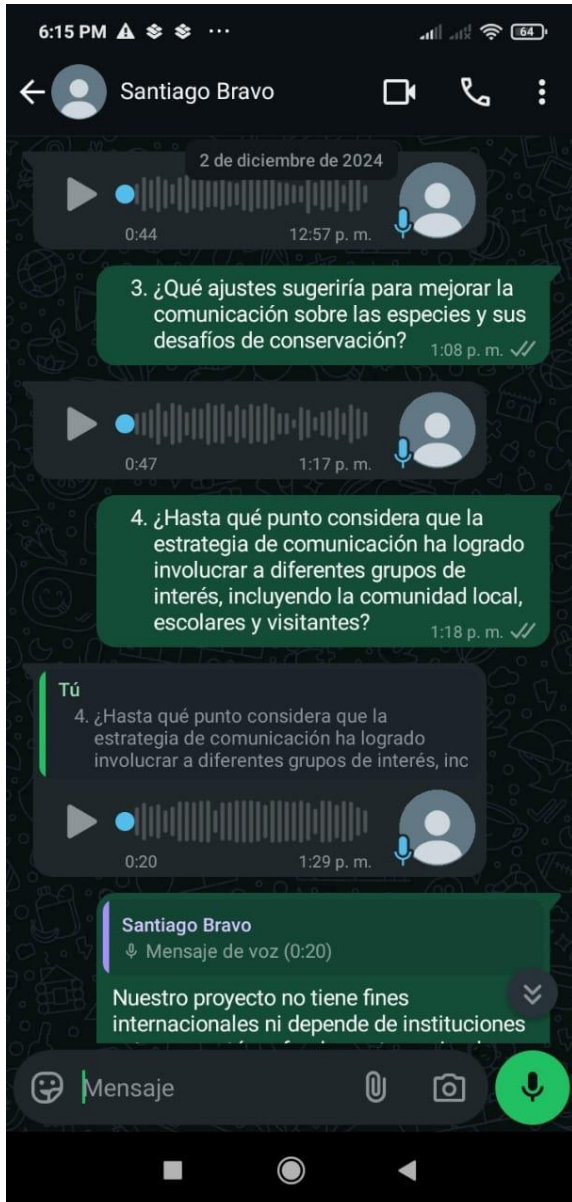 6:15 PM
64
Santiago Bravo
2 de diciembre de 2024
0:44 12:57 p. m.
3. ¿Qué ajustes sugeriría para mejorar la
comunicación sobre las especies y sus
desafíos de conservación?
1:08 p. m.
0:47 1:17 p. m.
4. ¿Hasta qué punto considera que la
estrategia de comunicación ha logrado
involucrar a diferentes grupos de
interés, incluyendo la comunidad local,
escolares y visitantes?
1:18 p. m.
Tú
4. ¿Hasta qué punto considera que la
estrategia de comunicación ha logrado
involucrar a diferentes grupos de interés, inc
0:20 1:29 p. m.
Santiago Bravo
Mensaje de voz (0:20)
Nuestro proyecto no tiene fines
internacionales ni depende de instituciones
Mensaje